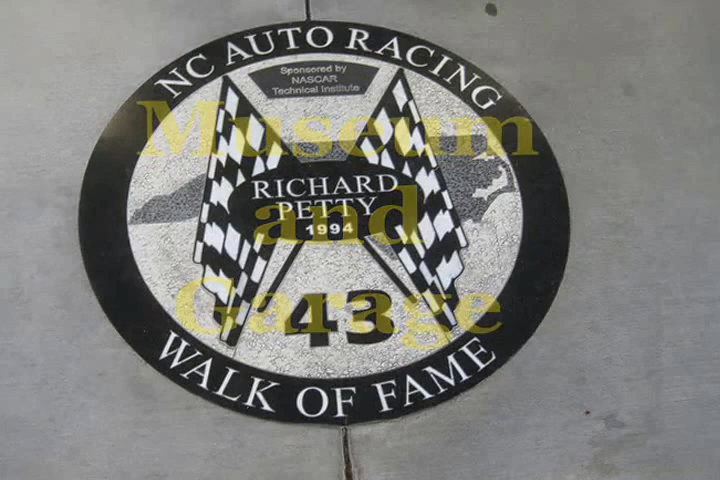 NC AUTO RACING
Sponsored by
NASCAR
Technical Institute
Museum
RICHARD
PETTY
and
1994
Garage
43
WALK OF FAME